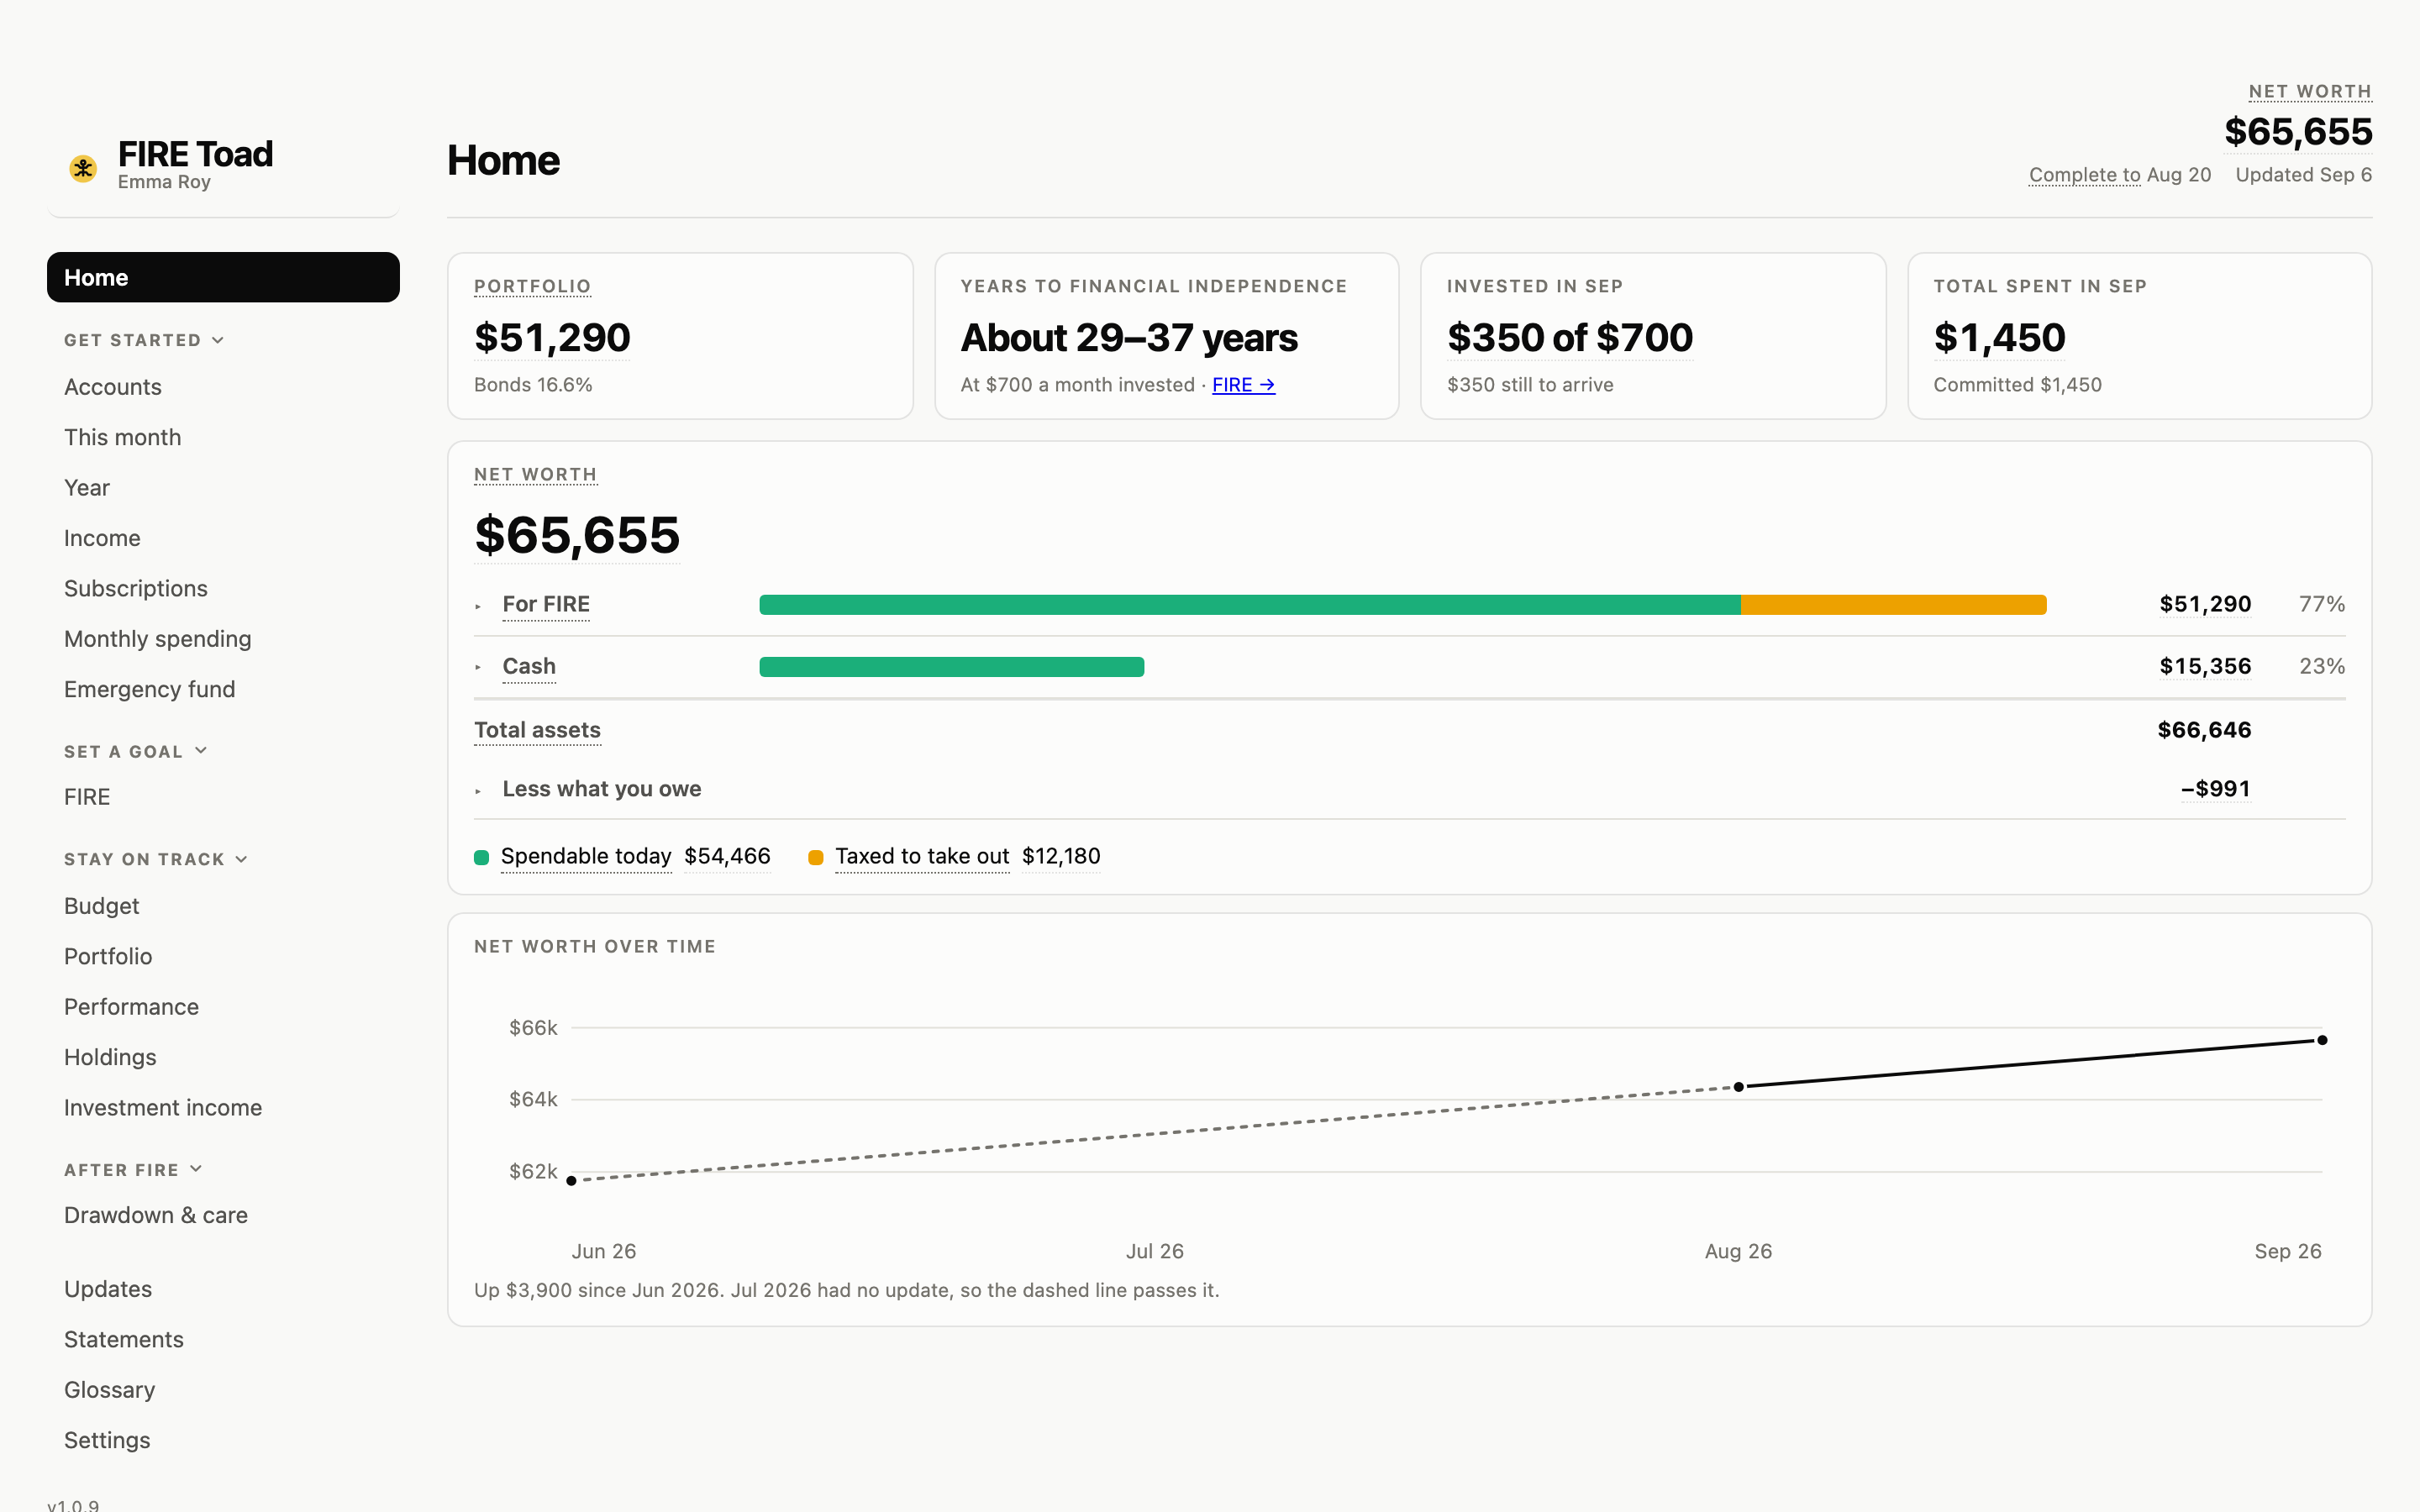 FIRE Toad
Emma Roy
Home
NET WORTH
$65,655
Complete to Aug 20 Updated Sep 6
Home
GET STARTED
Accounts
This month
Year
Income
Subscriptions
Monthly spending
Emergency fund
SET A GOAL
FIRE
STAY ON TRACK
Budget
Portfolio
Performance
Holdings
Investment income
AFTER FIRE
Drawdown & care
Updates
Statements
Glossary
Settings
v1.0.9
PORTFOLIO
$51,290
Bonds 16.6%
YEARS TO FINANCIAL INDEPENDENCE
About 29–37 years
At $700 a month invested · FIRE →
INVESTED IN SEP
$350 of $700
$350 still to arrive
TOTAL SPENT IN SEP
$1,450
Committed $1,450
NET WORTH
$65,655
For FIRE $51,290 77%
Cash $15,356 23%
Total assets $66,646
Less what you owe –$991
Spendable today $54,466 Taxed to take out $12,180
NET WORTH OVER TIME
$66k
$64k
$62k
Jun 26 Jul 26 Aug 26 Sep 26
Up $3,900 since Jun 2026. Jul 2026 had no update, so the dashed line passes it.